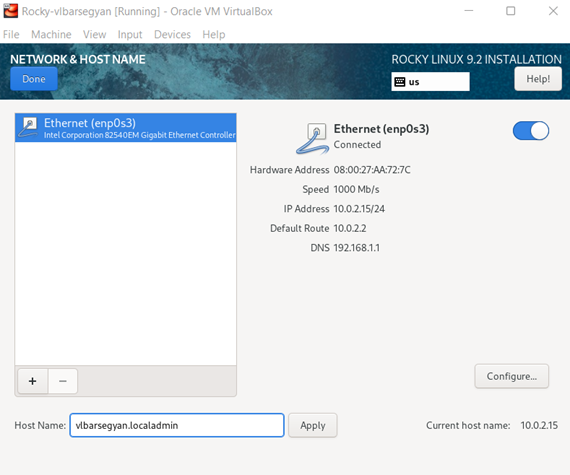 Rocky-vlbarsegyan [Running] - Oracle VM VirtualBox
File Machine View Input Devices Help
NETWORK & HOST NAME
ROCKY LINUX 9.2 INSTALLATION
Done
us
Help!
Ethernet (enp0s3)
Intel Corporation 82540EM Gigabit Ethernet Controller
Ethernet (enp0s3)
Connected
Hardware Address 08:00:27:AA:72:7C
Speed 1000 Mb/s
IP Address 10.0.2.15/24
Default Route 10.0.2.2
DNS 192.168.1.1
+ −
Configure...
Host Name: vlbarsegyan.localadmin Apply Current host name: 10.0.2.15